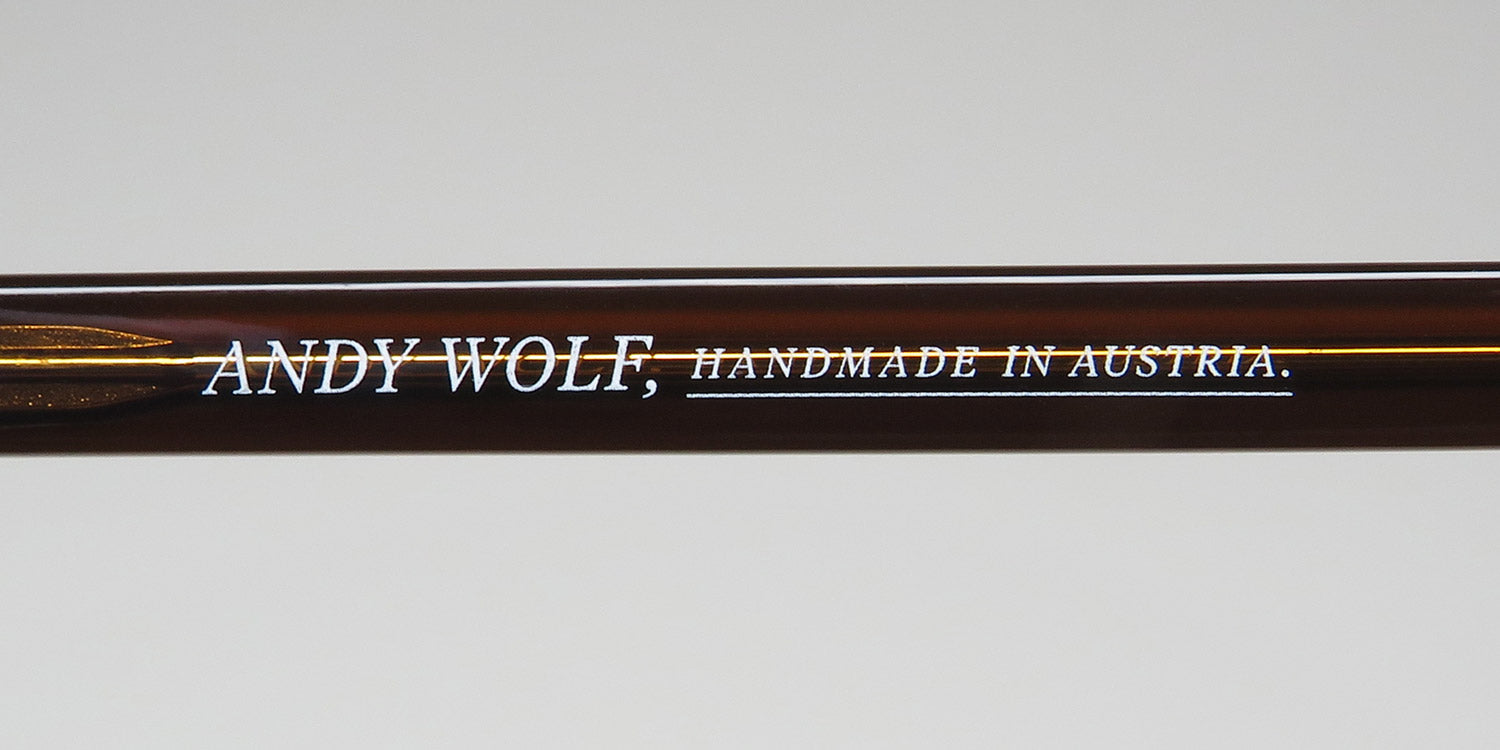 ANDY WOLF, HANDMADE IN AUSTRIA.